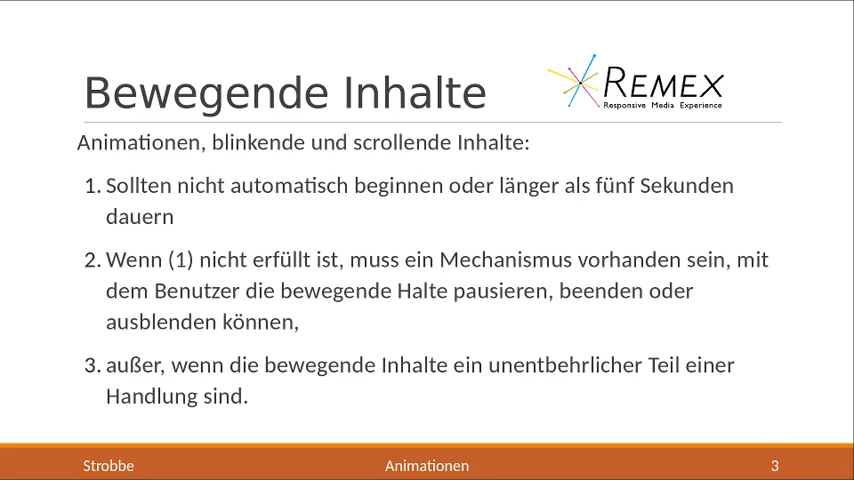 Bewegende Inhalte
REMEX
Responsive Media Experience
Animationen, blinkende und scrollende Inhalte:
1. Sollten nicht automatisch beginnen oder länger als fünf Sekunden
dauern
2. Wenn (1) nicht erfüllt ist, muss ein Mechanismus vorhanden sein, mit
dem Benutzer die bewegende Halte pausieren, beenden oder
ausblenden können,
3. außer, wenn die bewegende Inhalte ein unentbehrlicher Teil einer
Handlung sind.
Strobbe
Animationen
3